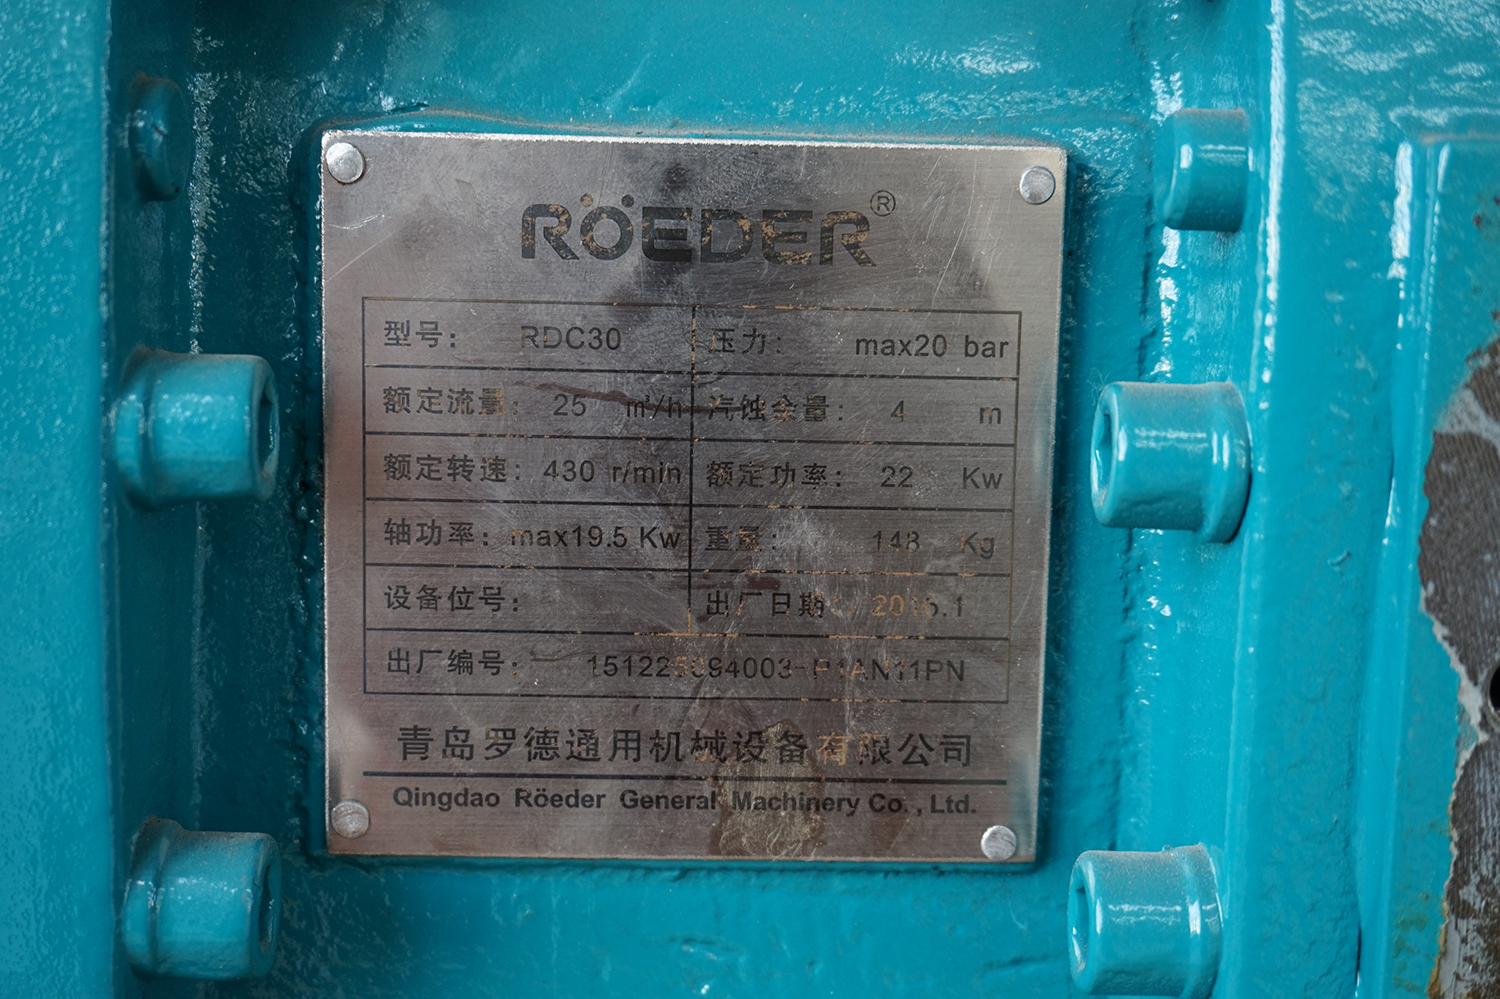 RÖEDER®
型号: RDC30 压力: max20 bar
额定流量: 25 m³/h 汽蚀余量: 4 m
额定转速: 430 r/min 额定功率: 22 Kw
轴功率: max19.5 Kw 重量: 148 Kg
设备位号: 出厂日期:
出厂编号:
青岛罗德通用机械设备有限公司
Qingdao Röeder General Machinery Co., Ltd.